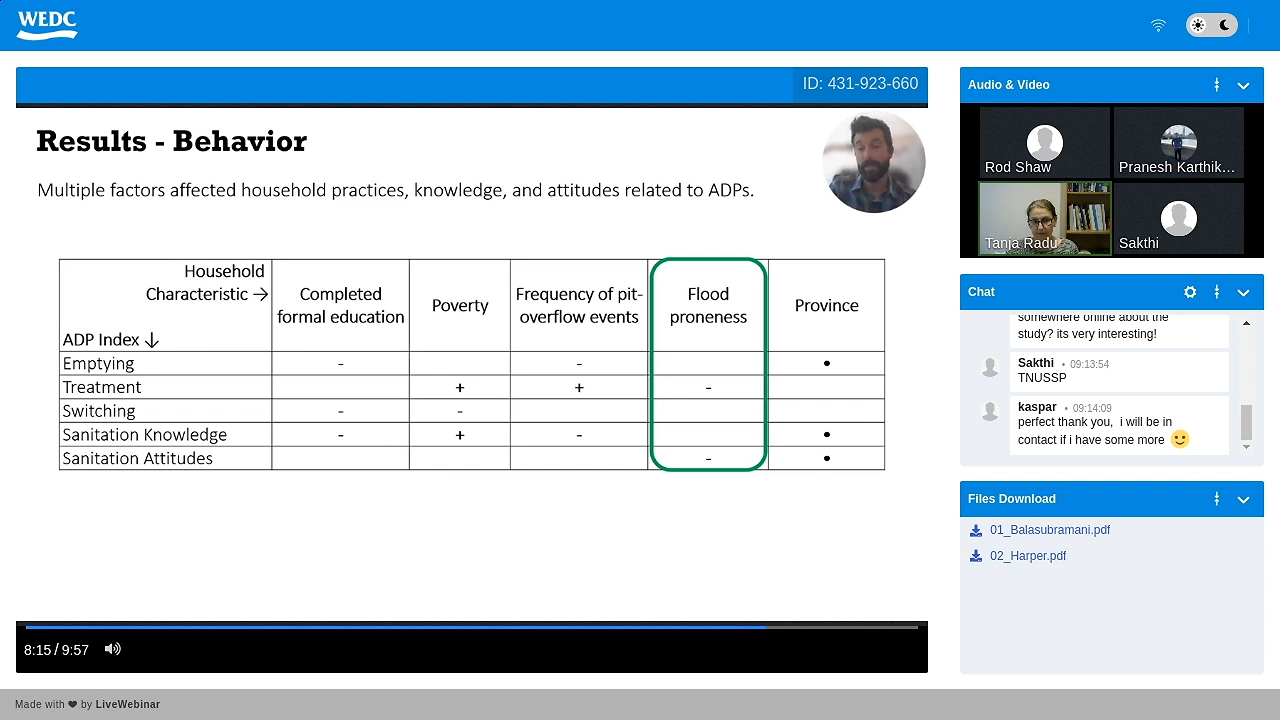 WEDC
ID: 431-923-660
Results - Behavior
Multiple factors affected household practices, knowledge, and attitudes related to ADPs.
Household
Characteristic →
ADP Index ↓
Completed
formal education
Poverty
Frequency of pit-
overflow events
Flood
proneness
Province
Emptying - - •
Treatment + + -
Switching - -
Sanitation Knowledge - + - •
Sanitation Attitudes - •
8:15 / 9:57
Audio & Video
Rod Shaw
Pranesh Karthik...
Tanja Radu
Sakthi
Chat
somewhere online about the
study? its very interesting!
Sakthi • 09:13:54
TNUSSP
kaspar • 09:14:09
perfect thank you, i will be in
contact if i have some more 🙂
Files Download
01_Balasubramani.pdf
02_Harper.pdf
Made with ❤ by LiveWebinar